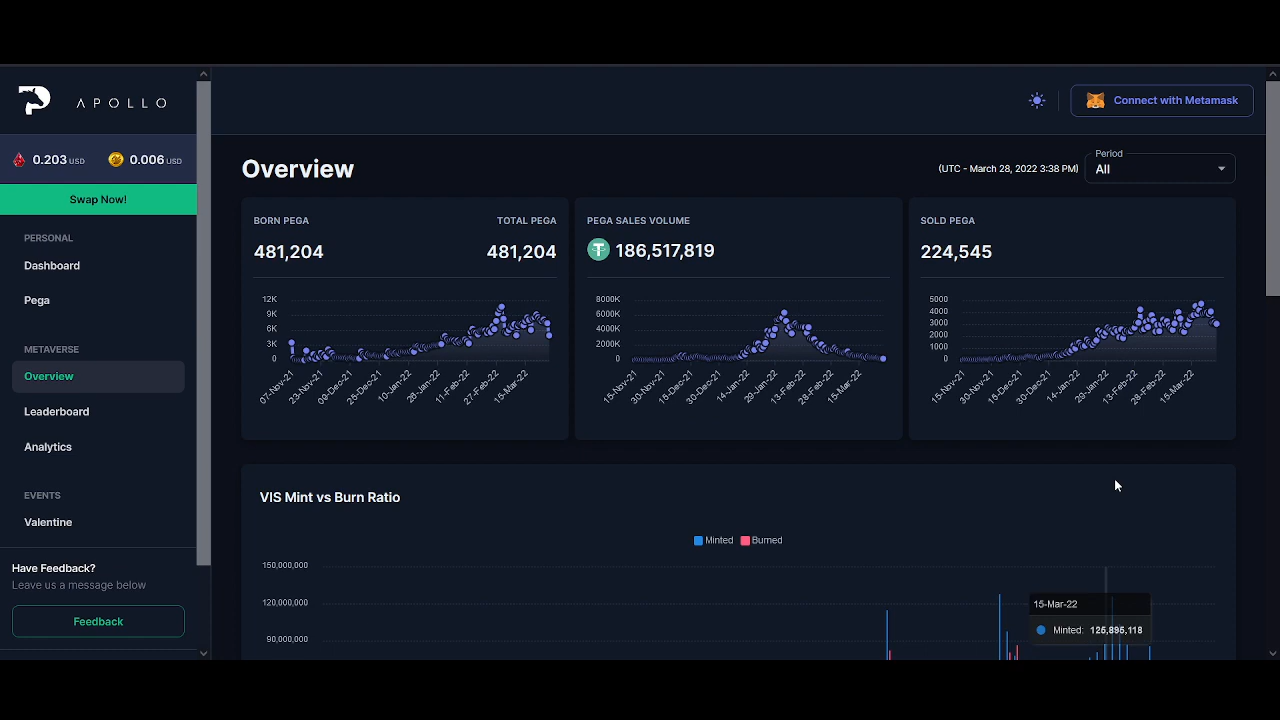 APOLLO
Connect with Metamask
0.203 USD 0.006 USD
Swap Now!
PERSONAL
Dashboard
Pega
METAVERSE
Overview
Leaderboard
Analytics
EVENTS
Valentine
Have Feedback?
Leave us a message below
Feedback
Overview
(UTC - March 28, 2022 3:38 PM)
Period
All
BORN PEGA TOTAL PEGA
481,204 481,204
12K
9K
6K
3K
0
07-Nov-21 23-Nov-21 09-Dec-21 25-Dec-21 10-Jan-22 26-Jan-22 11-Feb-22 27-Feb-22 15-Mar-22
PEGA SALES VOLUME
186,517,819
8000K
6000K
4000K
2000K
0
15-Nov-21 30-Nov-21 15-Dec-21 30-Dec-21 14-Jan-22 29-Jan-22 13-Feb-22 28-Feb-22 15-Mar-22
SOLD PEGA
224,545
5000
4000
3000
2000
1000
0
15-Nov-21 30-Nov-21 15-Dec-21 30-Dec-21 14-Jan-22 29-Jan-22 13-Feb-22 28-Feb-22 15-Mar-22
VIS Mint vs Burn Ratio
Minted Burned
150,000,000
120,000,000
90,000,000
15-Mar-22
Minted: 125,895,118